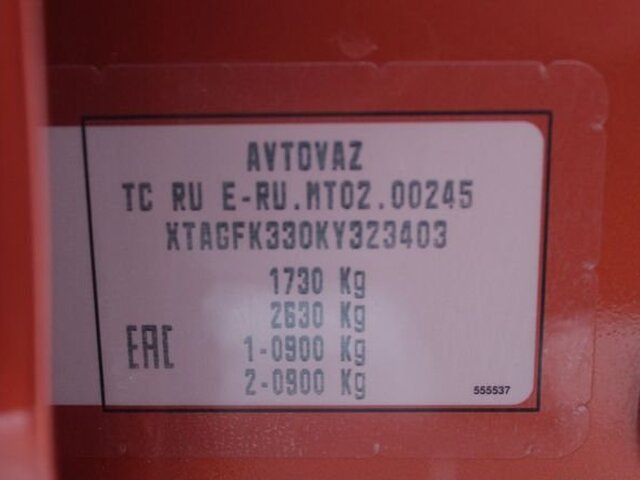 AVTOVAZ
TC RU E-RU.MT02.00245
XTAGFK330KY323403
1730 Kg
2630 Kg
EAC 1-0900 Kg
2-0900 Kg
555537